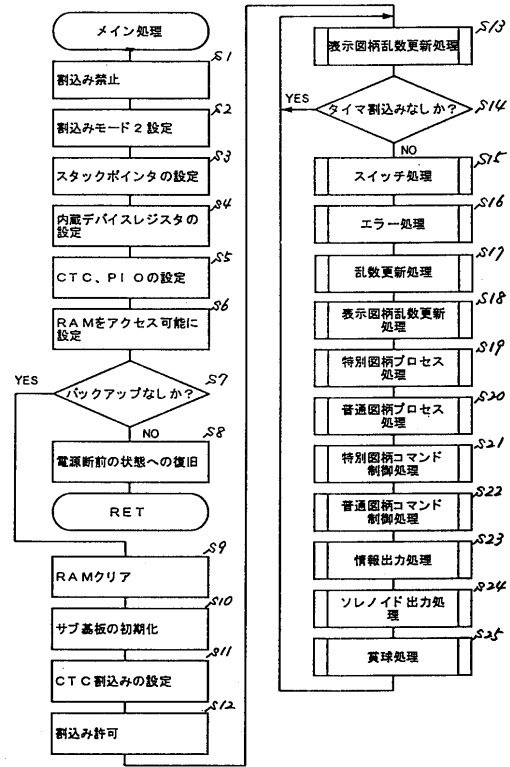 メイン処理
S1
割込み禁止
S2
割込みモード2設定
S3
スタックポインタの設定
S4
内蔵デバイスレジスタの
設定
S5
CTC、PIOの設定
S6
RAMをアクセス可能に
設定
S7
YES
バックアップなしか?
NO
S8
電源断前の状態への復旧
RET
S9
RAMクリア
S10
サブ基板の初期化
S11
CTC割込みの設定
S12
割込み許可
S13
表示図柄乱数更新処理
YES
S14
タイマ割込みなしか?
NO
S15
スイッチ処理
S16
エラー処理
S17
乱数更新処理
S18
表示図柄乱数更新
処理
S19
特別図柄プロセス
処理
S20
普通図柄プロセス
処理
S21
特別図柄コマンド
制御処理
S22
普通図柄コマンド
制御処理
S23
情報出力処理
S24
ソレノイド出力処
理
S25
賞球処理